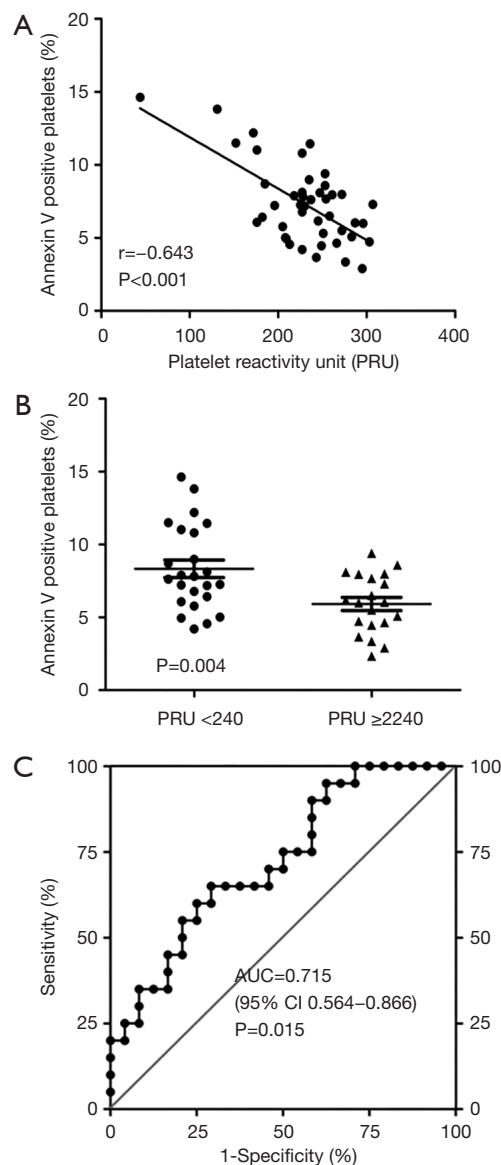 A
Annexin V positive platelets (%)
20
15
10
5
0
r=−0.643
P<0.001
0 100 200 300 400
Platelet reactivity unit (PRU)
B
Annexin V positive platelets (%)
20
15
10
5
0
P=0.004
PRU <240 PRU ≥2240
C
Sensitivity (%)
100
75
50
25
0
AUC=0.715
(95% CI 0.564–0.866)
P=0.015
100
75
50
25
0
0 25 50 75 100
1-Specificity (%)